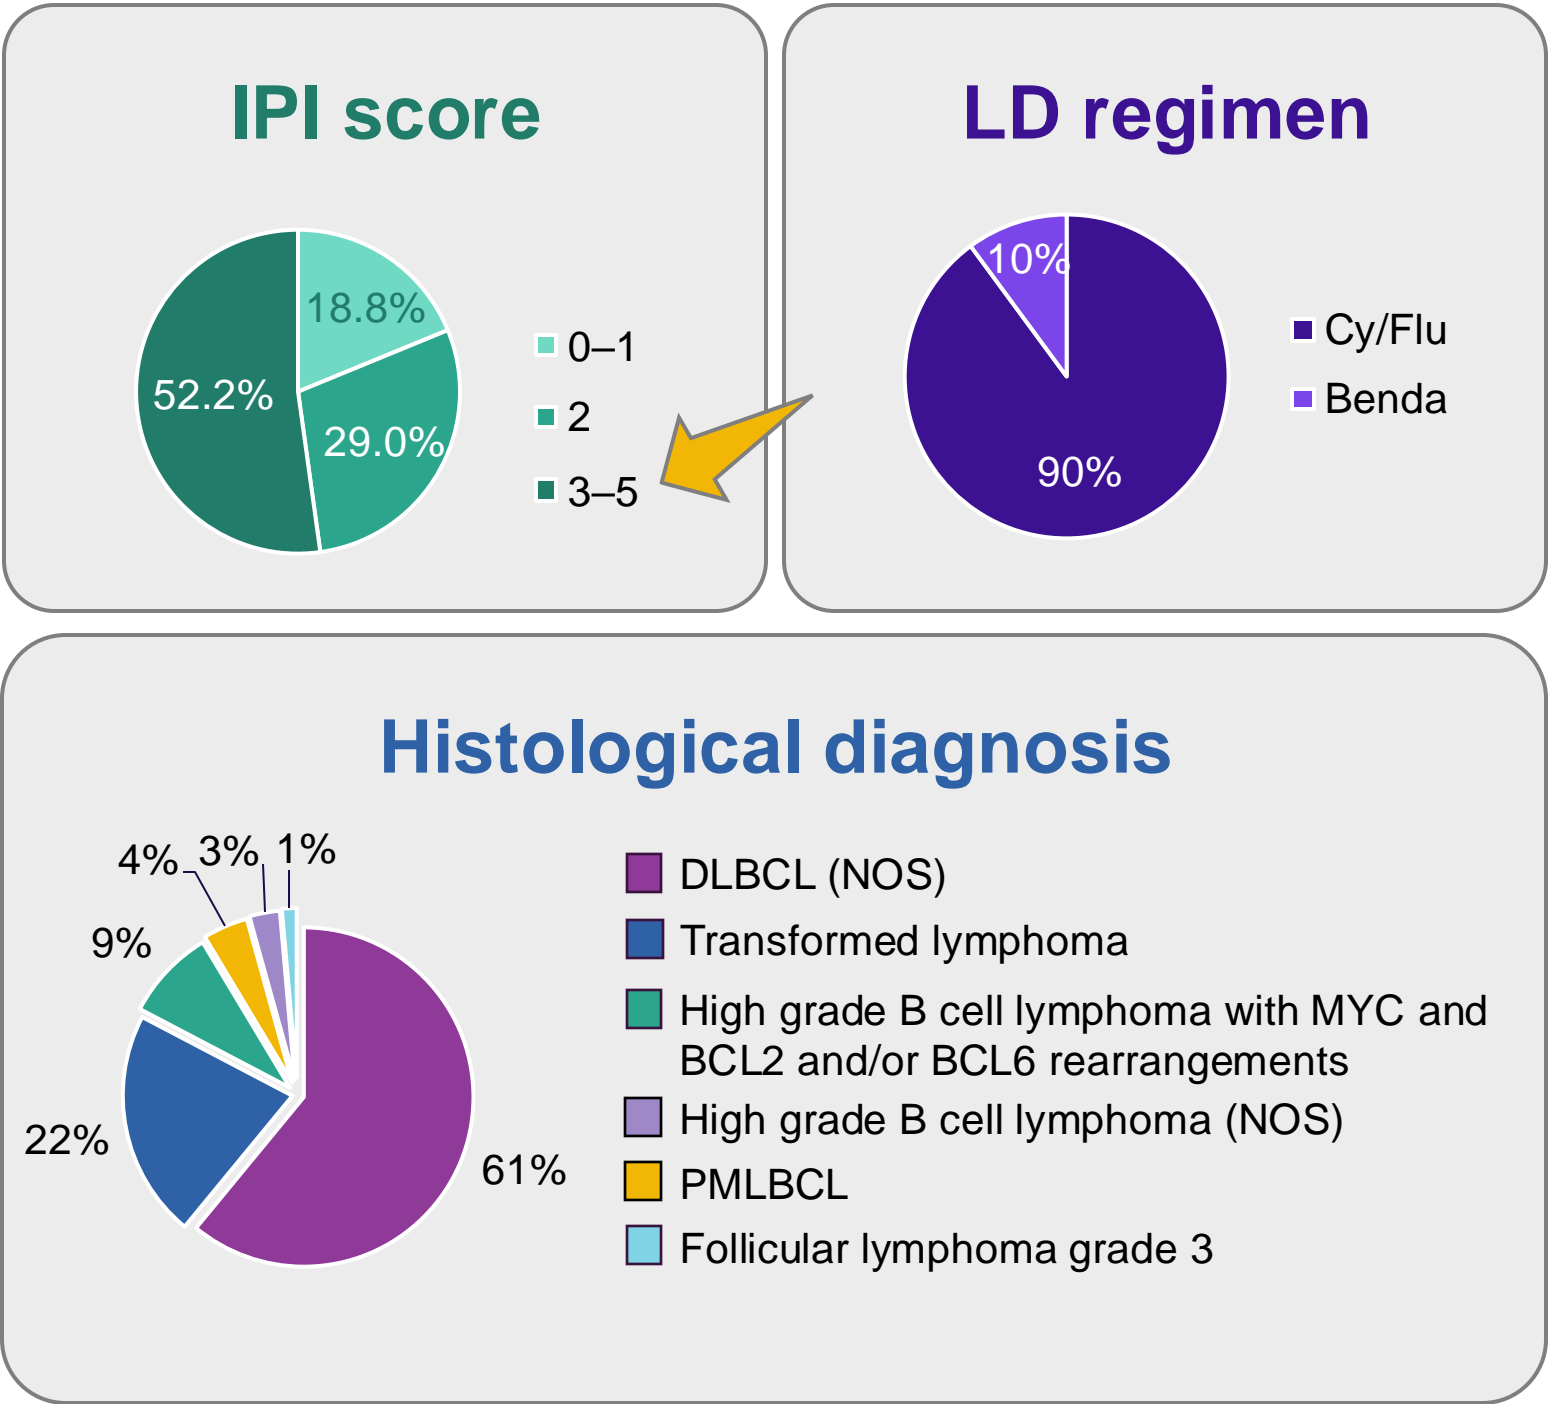 IPI score
18.8%
52.2%
29.0%
0–1
2
3–5
LD regimen
10%
90%
Cy/Flu
Benda
Histological diagnosis
4%
3%
1%
9%
22%
61%
DLBCL (NOS)
Transformed lymphoma
High grade B cell lymphoma with MYC and
BCL2 and/or BCL6 rearrangements
High grade B cell lymphoma (NOS)
PMLBCL
Follicular lymphoma grade 3